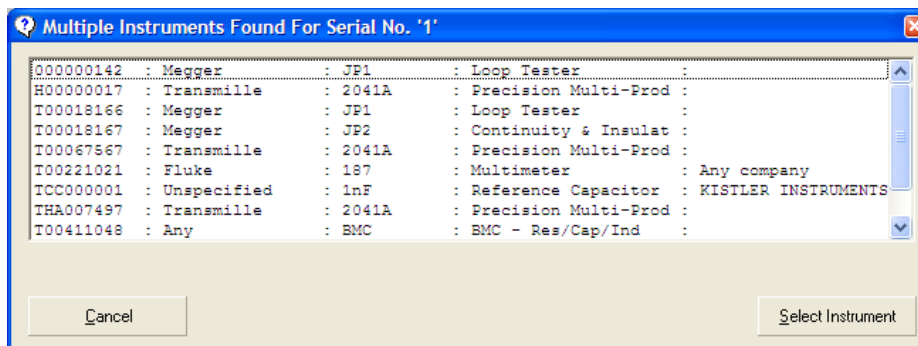 Multiple Instruments Found For Serial No. '1'
000000142 : Megger : JP1 : Loop Tester :
H00000017 : Transmille : 2041A : Precision Multi-Prod :
T00018166 : Megger : JP1 : Loop Tester :
T00018167 : Megger : JP2 : Continuity & Insulat :
T00067567 : Transmille : 2041A : Precision Multi-Prod :
T00221021 : Fluke : 187 : Multimeter : Any company
TCC000001 : Unspecified : 1nF : Reference Capacitor : KISTLER INSTRUMENTS
THA007497 : Transmille : 2041A : Precision Multi-Prod :
T00411048 : Any : BMC : BMC - Res/Cap/Ind :
Cancel Select Instrument